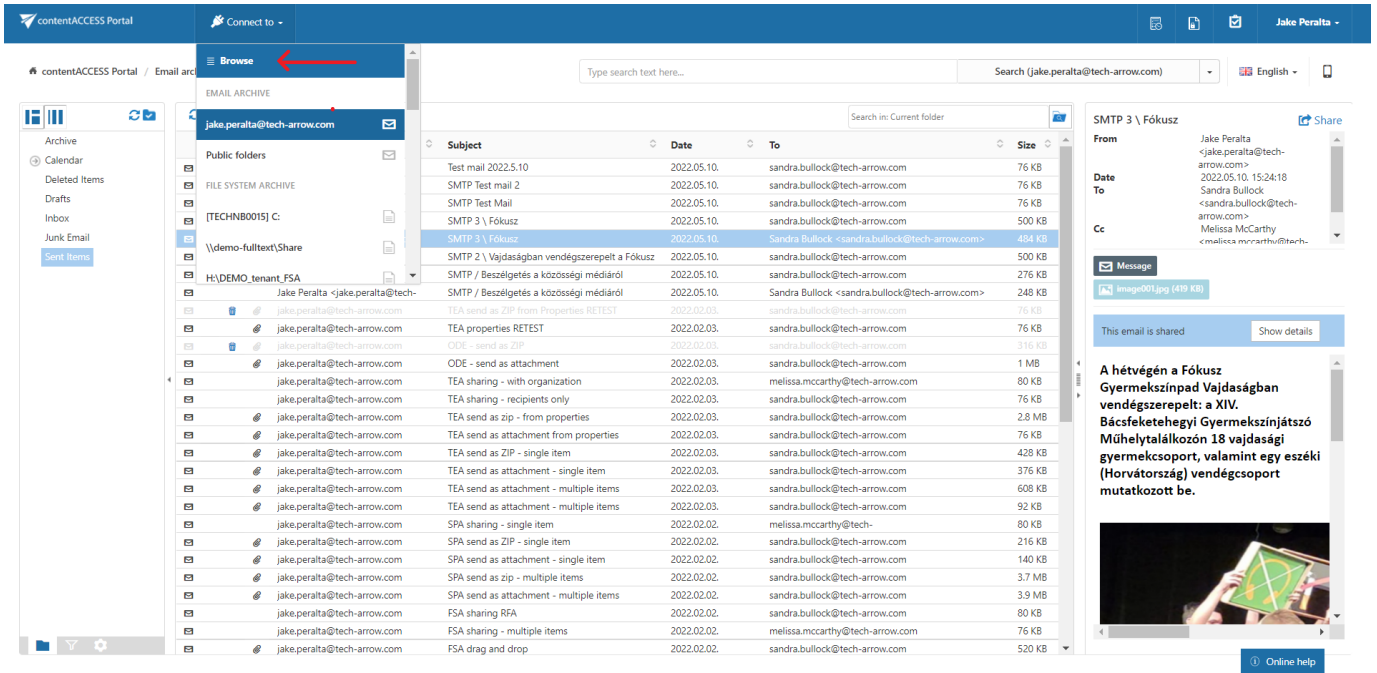 contentACCESS Portal
Connect to
Jake Peralta
Browse
contentACCESS Portal / Email arc
Type search text here...
Search (jake.peralta@tech-arrow.com)
English
EMAIL ARCHIVE
jake.peralta@tech-arrow.com
Public folders
FILE SYSTEM ARCHIVE
[TECHNB0015] C:
\\demo-fulltext\Share
H:\DEMO_tenant_FSA
Archive
Calendar
Deleted Items
Drafts
Inbox
Junk Email
Sent Items
Search in: Current folder
Subject Date To Size
Test mail 2022.5.10 2022.05.10. sandra.bullock@tech-arrow.com 76 KB
SMTP Test mail 2 2022.05.10. sandra.bullock@tech-arrow.com 76 KB
SMTP Test Mail 2022.05.10. sandra.bullock@tech-arrow.com 76 KB
SMTP 3 \ Fókusz 2022.05.10. sandra.bullock@tech-arrow.com 500 KB
SMTP 3 \ Fókusz 2022.05.10. Sandra Bullock <sandra.bullock@tech-arrow.com> 484 KB
SMTP 2 \ Vajdaságban vendégszerepelt a Fókusz 2022.05.10. sandra.bullock@tech-arrow.com 500 KB
SMTP / Beszélgetés a közösségi médiáról 2022.05.10. sandra.bullock@tech-arrow.com 276 KB
Jake Peralta <jake.peralta@tech- SMTP / Beszélgetés a közösségi médiáról 2022.05.10. Sandra Bullock <sandra.bullock@tech-arrow.com> 248 KB
jake.peralta@tech-arrow.com TEA send as ZIP from Properties RETEST 2022.02.03. sandra.bullock@tech-arrow.com 76 KB
jake.peralta@tech-arrow.com TEA properties RETEST 2022.02.03. sandra.bullock@tech-arrow.com 76 KB
jake.peralta@tech-arrow.com ODE - send as ZIP 2022.02.03. sandra.bullock@tech-arrow.com 316 KB
jake.peralta@tech-arrow.com ODE - send as attachment 2022.02.03. sandra.bullock@tech-arrow.com 1 MB
jake.peralta@tech-arrow.com TEA sharing - with organization 2022.02.03. melissa.mccarthy@tech-arrow.com 80 KB
jake.peralta@tech-arrow.com TEA sharing - recipients only 2022.02.03. sandra.bullock@tech-arrow.com 76 KB
jake.peralta@tech-arrow.com TEA send as zip - from properties 2022.02.03. sandra.bullock@tech-arrow.com 2.8 MB
jake.peralta@tech-arrow.com TEA send as attachment from properties 2022.02.03. sandra.bullock@tech-arrow.com 76 KB
jake.peralta@tech-arrow.com TEA send as ZIP - single item 2022.02.03. sandra.bullock@tech-arrow.com 428 KB
jake.peralta@tech-arrow.com TEA send as attachment - single item 2022.02.03. sandra.bullock@tech-arrow.com 376 KB
jake.peralta@tech-arrow.com TEA send as attachment - multiple items 2022.02.03. sandra.bullock@tech-arrow.com 608 KB
jake.peralta@tech-arrow.com TEA send as attachment - multiple items 2022.02.03. sandra.bullock@tech-arrow.com 92 KB
jake.peralta@tech-arrow.com SPA sharing - single item 2022.02.02. melissa.mccarthy@tech- 80 KB
jake.peralta@tech-arrow.com SPA send as ZIP - single item 2022.02.02. sandra.bullock@tech-arrow.com 216 KB
jake.peralta@tech-arrow.com SPA send as attachment - single item 2022.02.02. sandra.bullock@tech-arrow.com 140 KB
jake.peralta@tech-arrow.com SPA send as zip - multiple items 2022.02.02. sandra.bullock@tech-arrow.com 3.7 MB
jake.peralta@tech-arrow.com SPA send as attachment - multiple items 2022.02.02. sandra.bullock@tech-arrow.com 3.9 MB
jake.peralta@tech-arrow.com FSA sharing RFA 2022.02.02. sandra.bullock@tech-arrow.com 80 KB
jake.peralta@tech-arrow.com FSA sharing - multiple items 2022.02.02. melissa.mccarthy@tech-arrow.com 76 KB
jake.peralta@tech-arrow.com FSA drag and drop 2022.02.02. sandra.bullock@tech-arrow.com 520 KB
SMTP 3 \ Fókusz Share
From Jake Peralta
<jake.peralta@tech-
arrow.com>
Date 2022.05.10. 15:24:18
To Sandra Bullock
<sandra.bullock@tech-
arrow.com>
Cc Melissa McCarthy
<melissa.mccarthy@tech-
Message
image001.jpg (419 KB)
This email is shared Show details
A hétvégén a Fókusz
Gyermekszínpad Vajdaságban
vendégszerepelt: a XIV.
Bácsfeketehegyi Gyermekszínjátszó
Műhelytalálkozón 18 vajdasági
gyermekcsoport, valamint egy eszéki
(Horvátország) vendégcsoport
mutatkozott be.
Online help